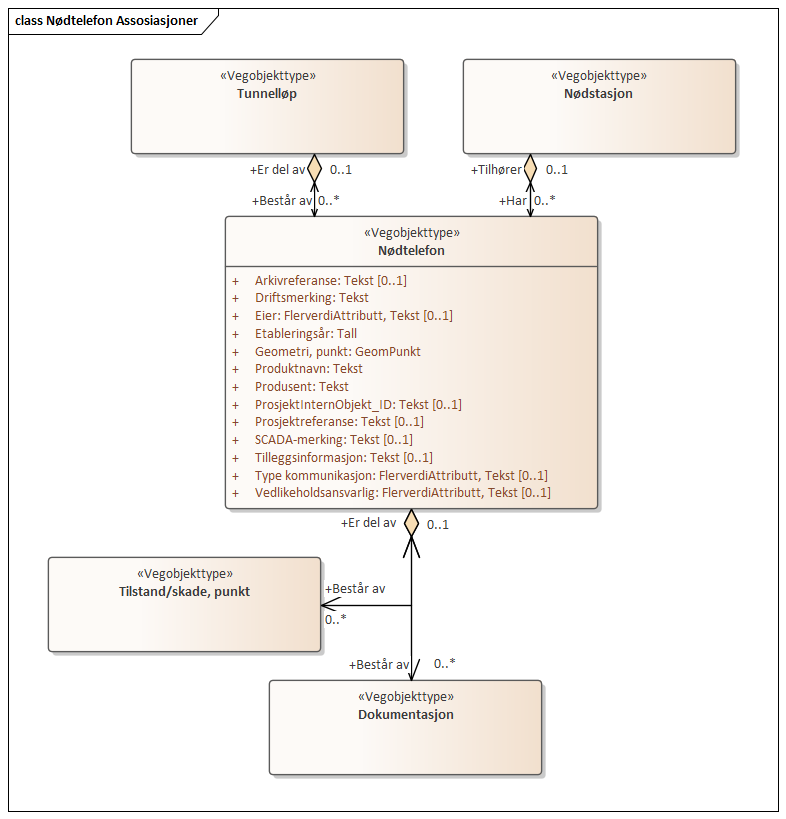 class Nødtelefon Assosiasjoner
«Vegobjekttype»
Tunnelløp
«Vegobjekttype»
Nødstasjon
+Er del av
0..1
+Tilhører
0..1
+Består av
0..*
+Har
0..*
«Vegobjekttype»
Nødtelefon
+ Arkivreferanse: Tekst [0..1]
+ Driftsmerking: Tekst
+ Eier: FlerverdiAttributt, Tekst [0..1]
+ Etableringsår: Tall
+ Geometri, punkt: GeomPunkt
+ Produktnavn: Tekst
+ Produsent: Tekst
+ ProsjektInternObjekt_ID: Tekst [0..1]
+ Prosjektreferanse: Tekst [0..1]
+ SCADA-merking: Tekst [0..1]
+ Tilleggsinformasjon: Tekst [0..1]
+ Type kommunikasjon: FlerverdiAttributt, Tekst [0..1]
+ Vedlikeholdsansvarlig: FlerverdiAttributt, Tekst [0..1]
+Er del av
0..1
«Vegobjekttype»
Tilstand/skade, punkt
+Består av
0..*
+Består av
0..*
«Vegobjekttype»
Dokumentasjon